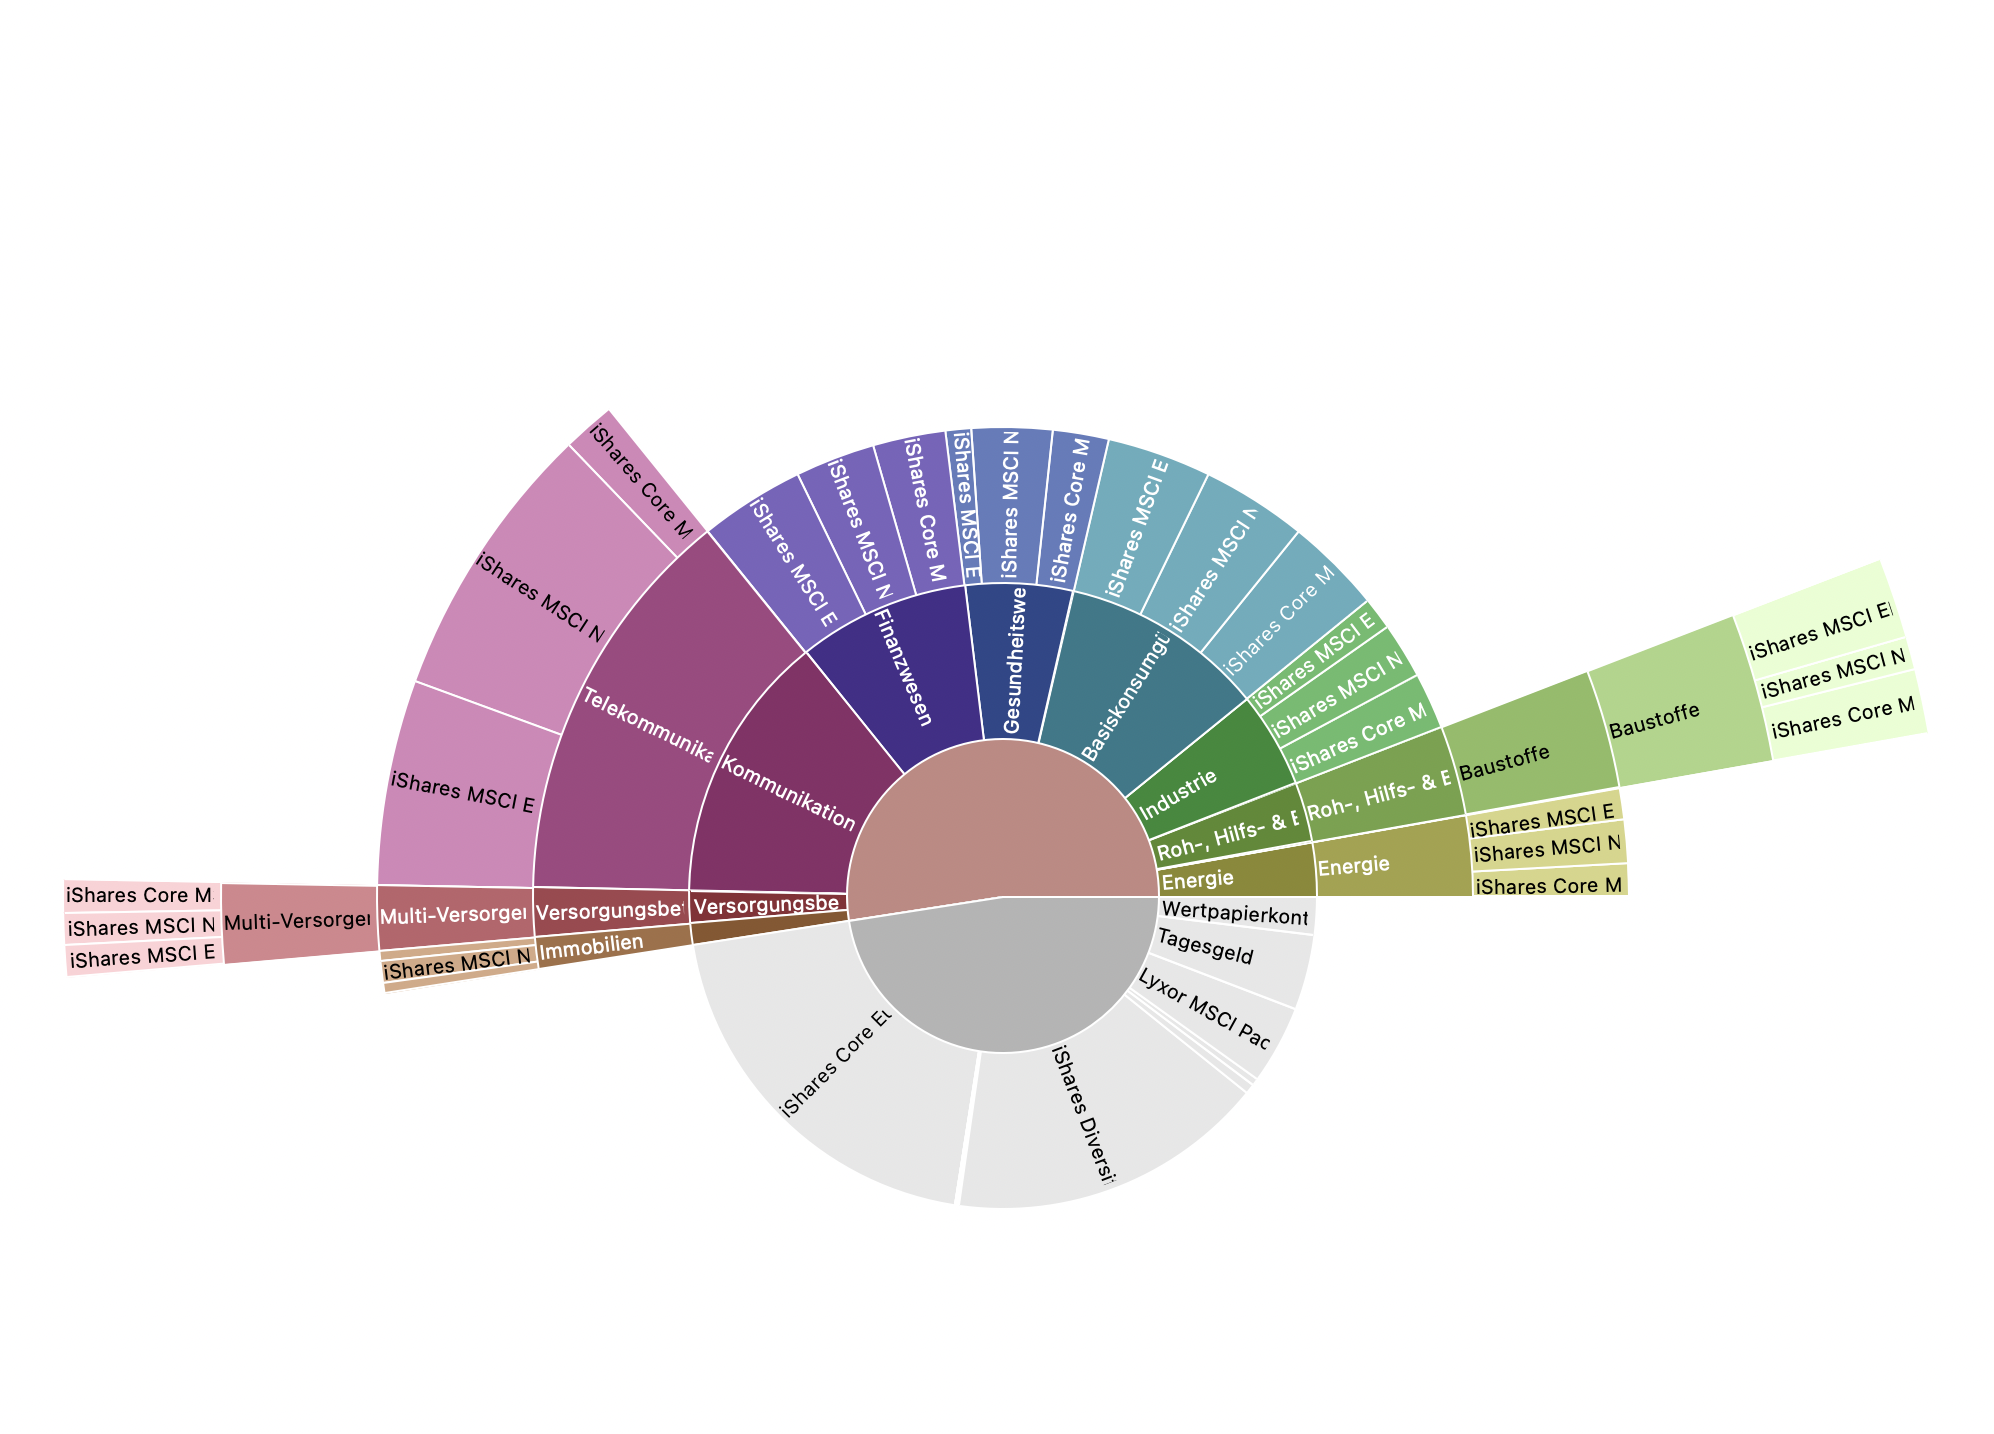 iShares Core M
iShares MSCI N
iShares MSCI E
Telekommunika
Kommunikation
iShares MSCI E
iShares MSCI N
iShares Core M
Finanzwesen
iShares MSCI E
iShares MSCI N
iShares Core M
Gesundheitswe
iShares MSCI E
iShares MSCI N
iShares Core M
Basiskonsumgü
iShares MSCI E
iShares MSCI N
iShares Core M
Industrie
Roh-, Hilfs- & B
Roh-, Hilfs- & B
Baustoffe
Baustoffe
iShares MSCI E
iShares MSCI N
iShares Core M
Energie
Energie
iShares MSCI E
iShares MSCI N
iShares Core M
iShares Core M
iShares MSCI N
iShares MSCI E
Multi-Versorger
Multi-Versorger
Versorgungsbet
Versorgungsbe
iShares MSCI N
Immobilien
Wertpapierkont
Tagesgeld
Lyxor MSCI Pac
iShares Diversi
iShares Core Eu